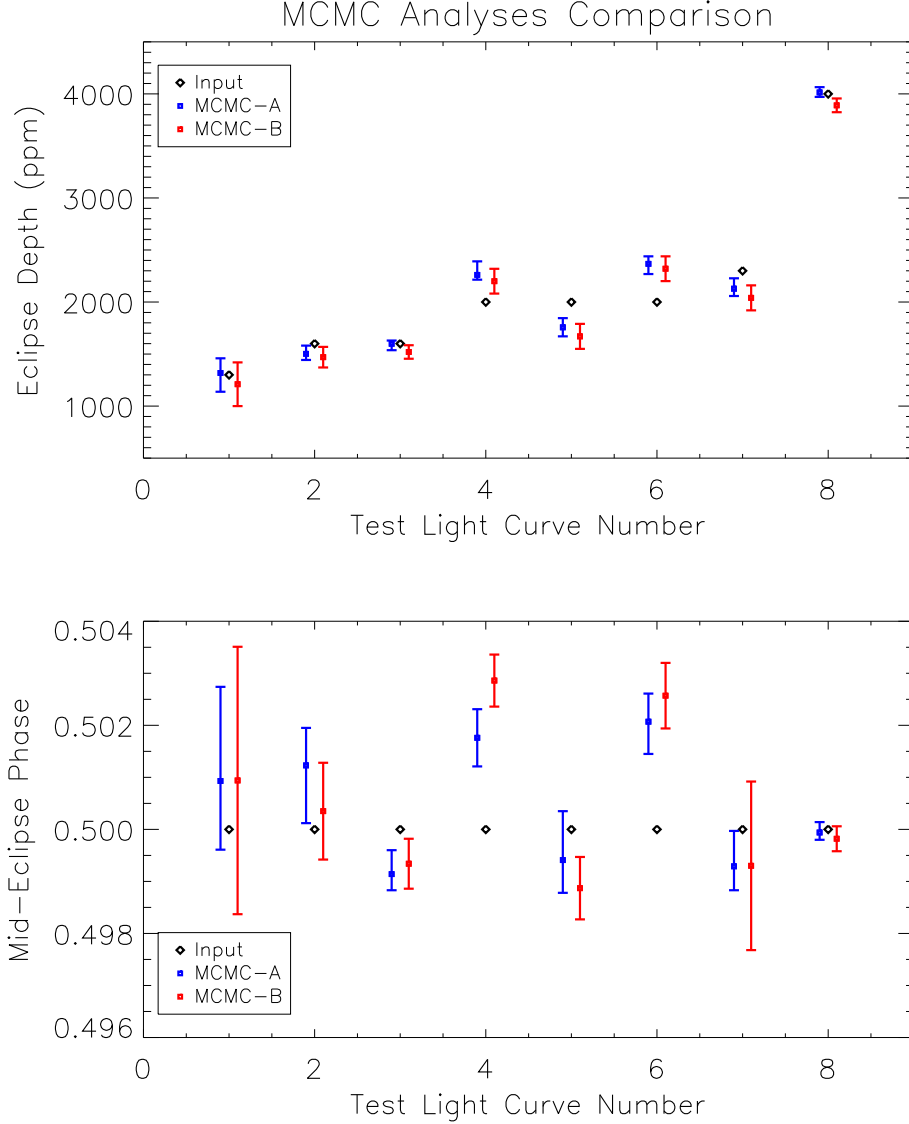 MCMC Analyses Comparison
Eclipse Depth (ppm)
4000
3000
2000
1000
Input
MCMC-A
MCMC-B
0 2 4 6 8
Test Light Curve Number
Mid-Eclipse Phase
0.504
0.502
0.500
0.498
0.496
Input
MCMC-A
MCMC-B
0 2 4 6 8
Test Light Curve Number